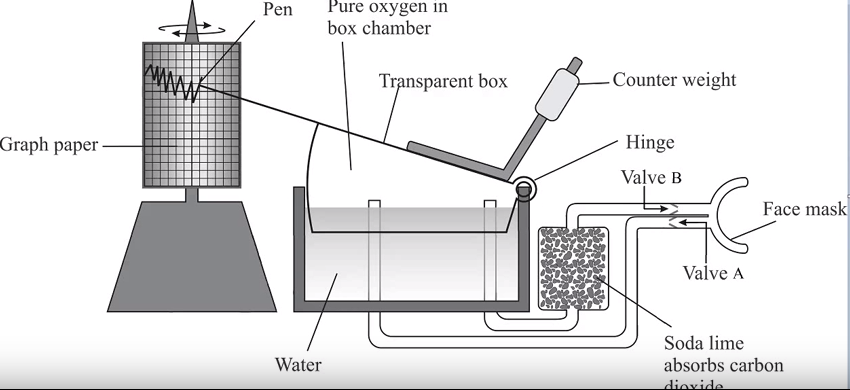 Pen
Pure oxygen in
box chamber
Transparent box
Counter weight
Graph paper
Hinge
Valve B
Face mask
Valve A
Water
Soda lime
absorbs carbon
dioxide